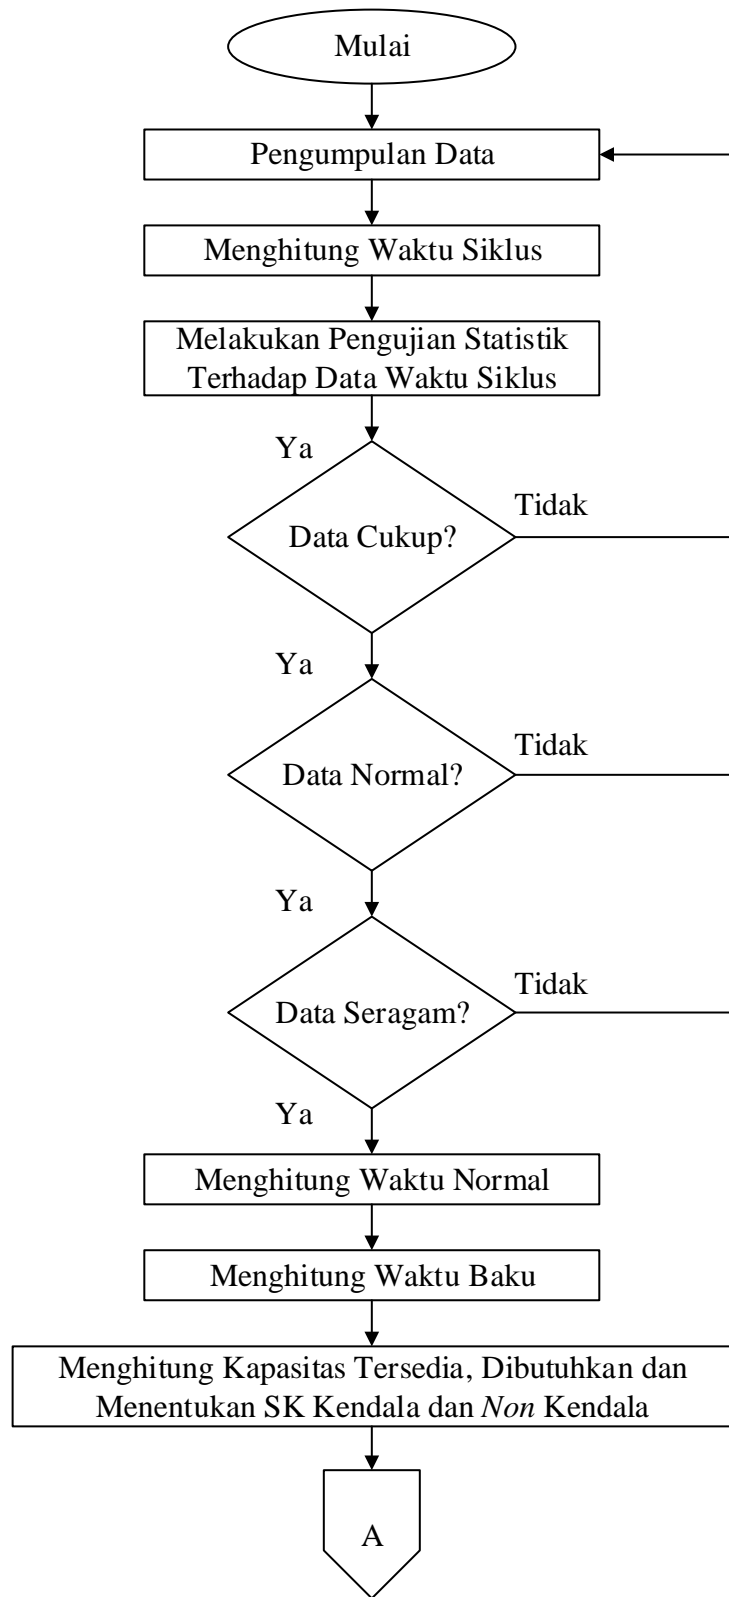 Mulai
Pengumpulan Data
Menghitung Waktu Siklus
Melakukan Pengujian Statistik
Terhadap Data Waktu Siklus
Ya
Tidak
Data Cukup?
Ya
Tidak
Data Normal?
Ya
Tidak
Data Seragam?
Ya
Menghitung Waktu Normal
Menghitung Waktu Baku
Menghitung Kapasitas Tersedia, Dibutuhkan dan
Menentukan SK Kendala dan Non Kendala
A